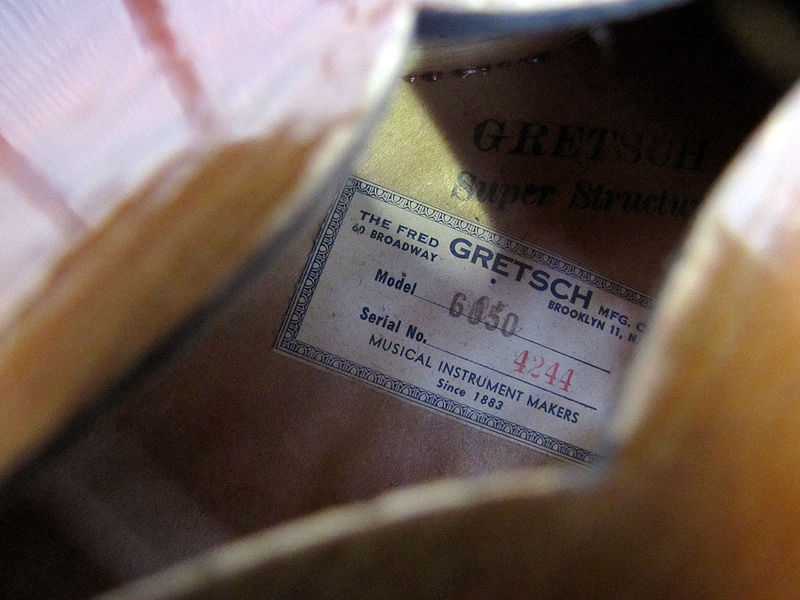 GRETSCH
Super Structu
THE FRED GRETSCH MFG. C
60 BROADWAY BROOKLYN 11, N.
Model 6050
Serial No. 4244
MUSICAL INSTRUMENT MAKERS
Since 1883